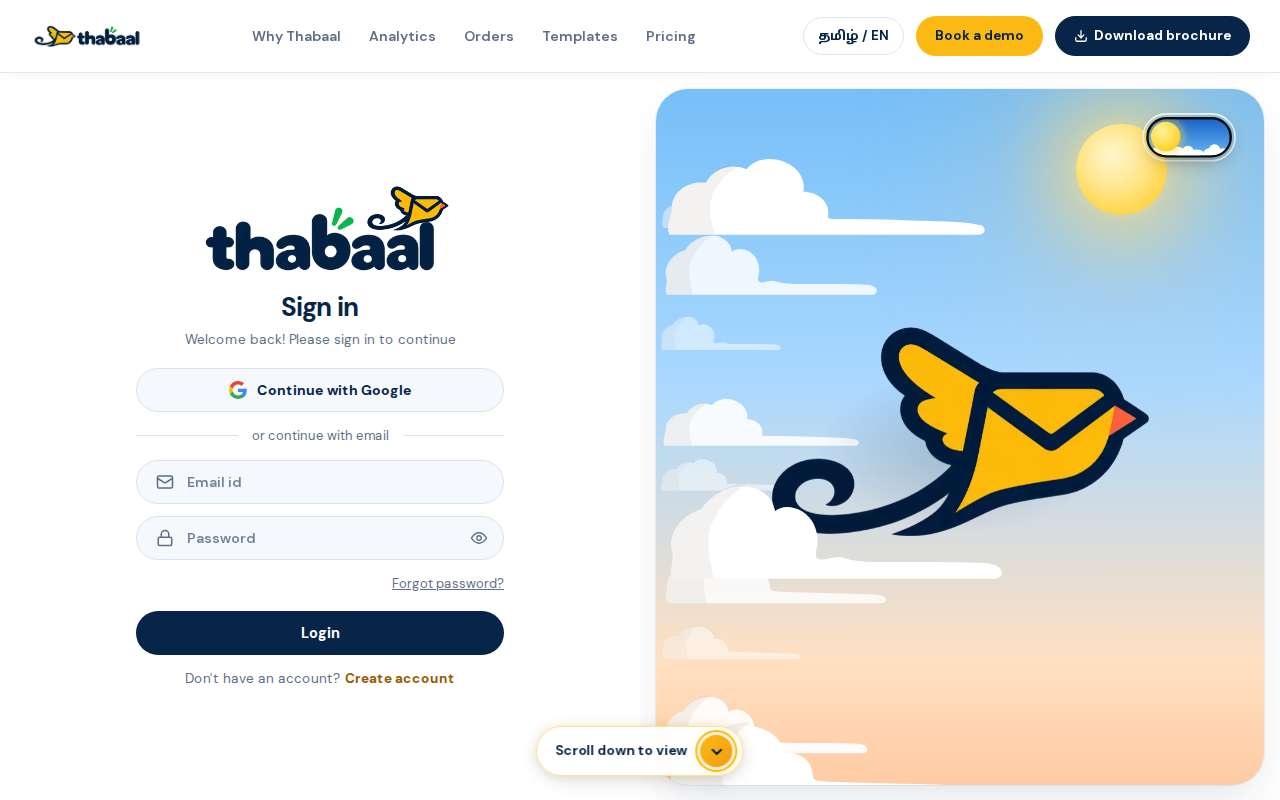 thabaal
Why Thabaal
Analytics
Orders
Templates
Pricing
தமிழ் / EN
Book a demo
Download brochure
thabaal
Sign in
Welcome back! Please sign in to continue
Continue with Google
or continue with email
Email id
Password
Forgot password?
Login
Don't have an account? Create account
Scroll down to view